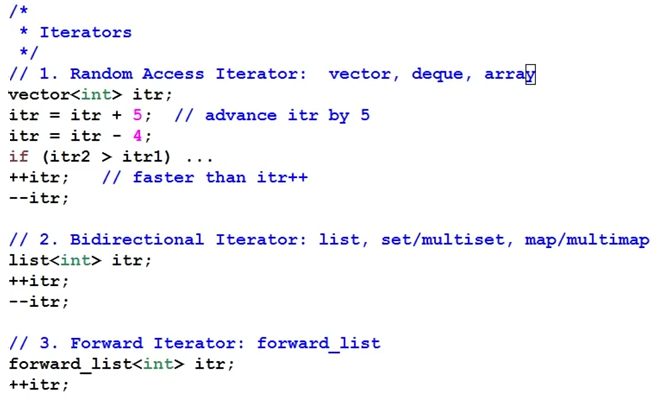 /*
 * Iterators
 */
// 1. Random Access Iterator:  vector, deque, array
vector<int> itr;
itr = itr + 5;  // advance itr by 5
itr = itr - 4;
if (itr2 > itr1) ...
++itr;   // faster than itr++
--itr;

// 2. Bidirectional Iterator: list, set/multiset, map/multimap
list<int> itr;
++itr;
--itr;

// 3. Forward Iterator: forward_list
forward_list<int> itr;
++itr;